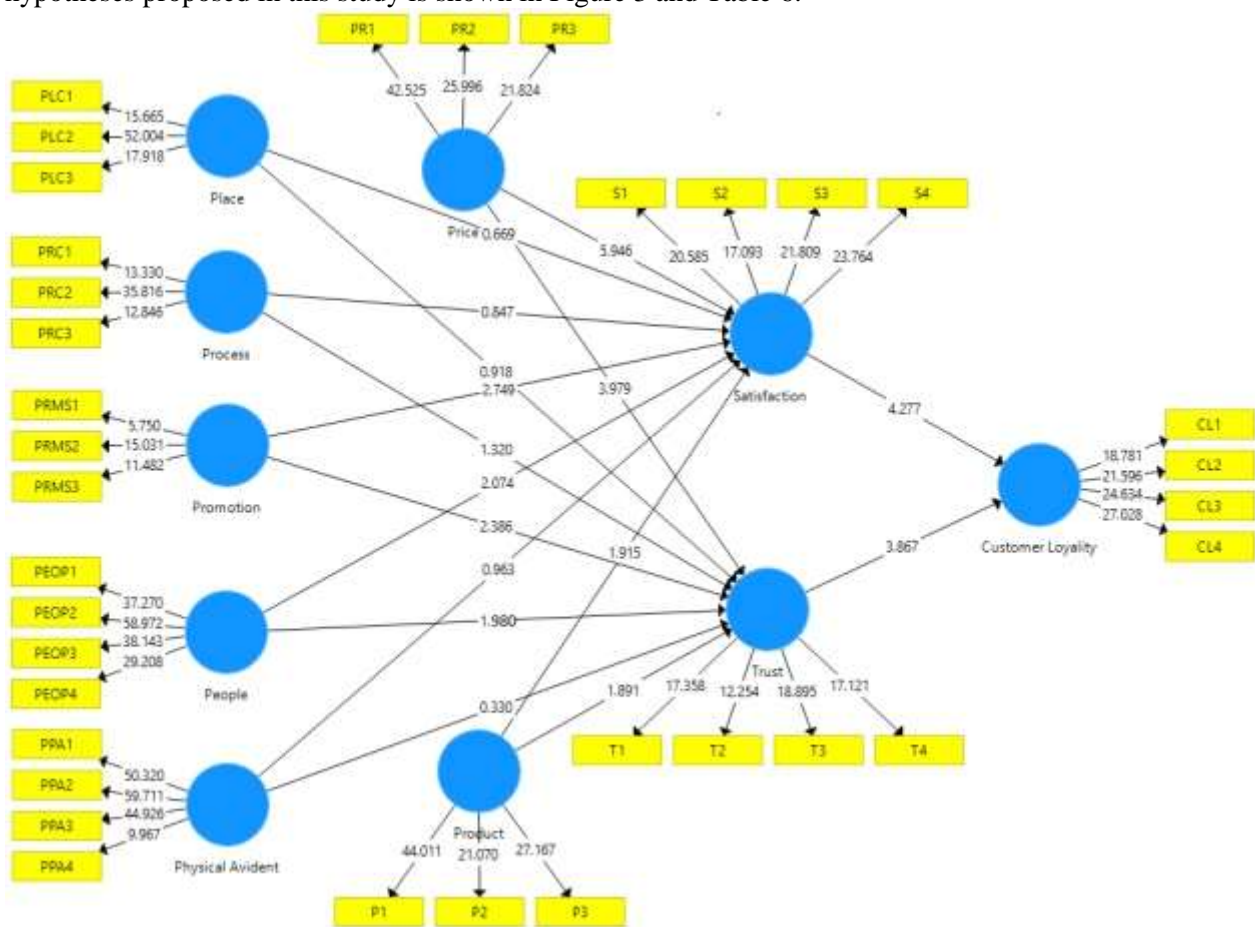 hypotheses proposed in this study is shown in Figure 3 and Table 6.
PR1 PR2 PR3
42.525 25.996 21.824
PLC1
PLC2
PLC3
15.665
52.004
17.918
Place
Price
0.669
5.946
S1 S2 S3 S4
20.585 17.093 21.809 23.764
PRC1
PRC2
PRC3
13.330
35.816
12.846
Process
0.847
Satisfaction
0.918
2.749
3.979
4.277
PRMS1
PRMS2
PRMS3
5.750
15.031
11.482
Promotion
1.320
2.074
2.386
CL1
CL2
CL3
CL4
18.781
21.596
24.634
27.028
Customer Loyality
3.867
PEOP1
PEOP2
PEOP3
PEOP4
37.270
58.972
38.143
29.208
People
0.963
1.915
1.980
Trust
0.330
1.891
17.358 12.254 18.895 17.121
T1 T2 T3 T4
PPA1
PPA2
PPA3
PPA4
50.320
59.711
44.926
9.967
Physical Avident
Product
44.011 21.070 27.167
P1 P2 P3